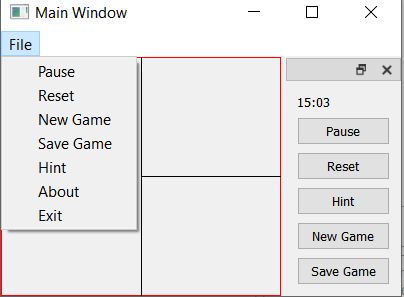 Main Window
File
Pause
Reset
New Game
Save Game
Hint
About
Exit
15:03
Pause
Reset
Hint
New Game
Save Game